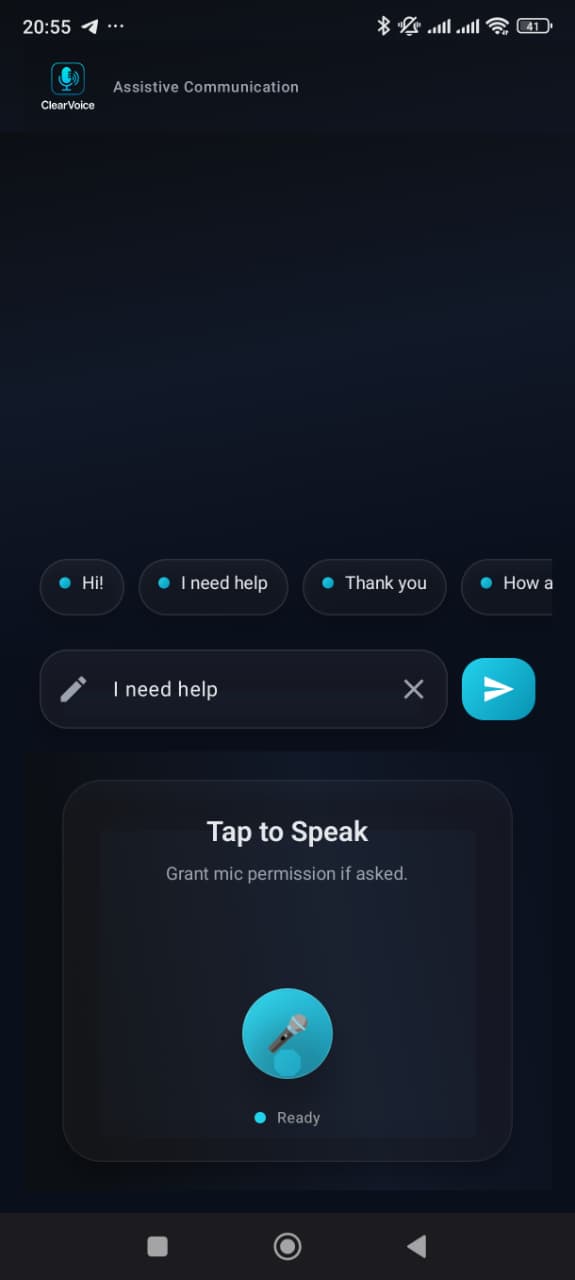 20:55 ...
41
ClearVoice
Assistive Communication
Hi!
I need help
Thank you
How a
I need help
Tap to Speak
Grant mic permission if asked.
Ready